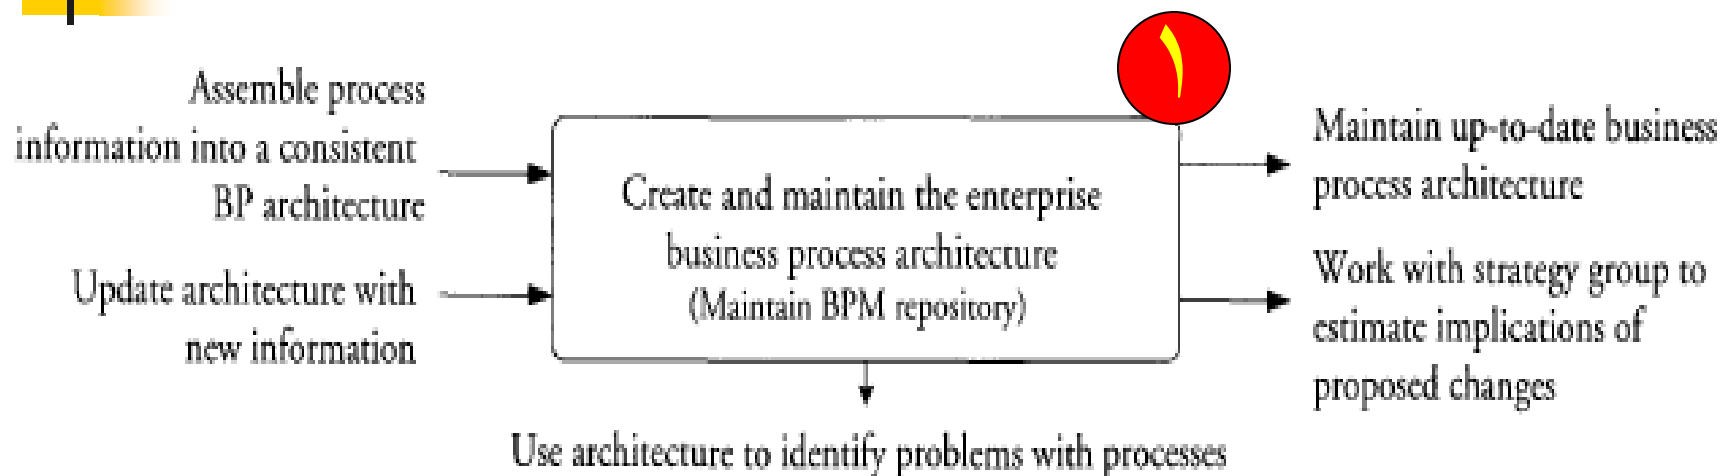 ۱
Assemble process
information into a consistent
BP architecture
Update architecture with
new information
Create and maintain the enterprise
business process architecture
(Maintain BPM repository)
Maintain up-to-date business
process architecture
Work with strategy group to
estimate implications of
proposed changes
Use architecture to identify problems with processes